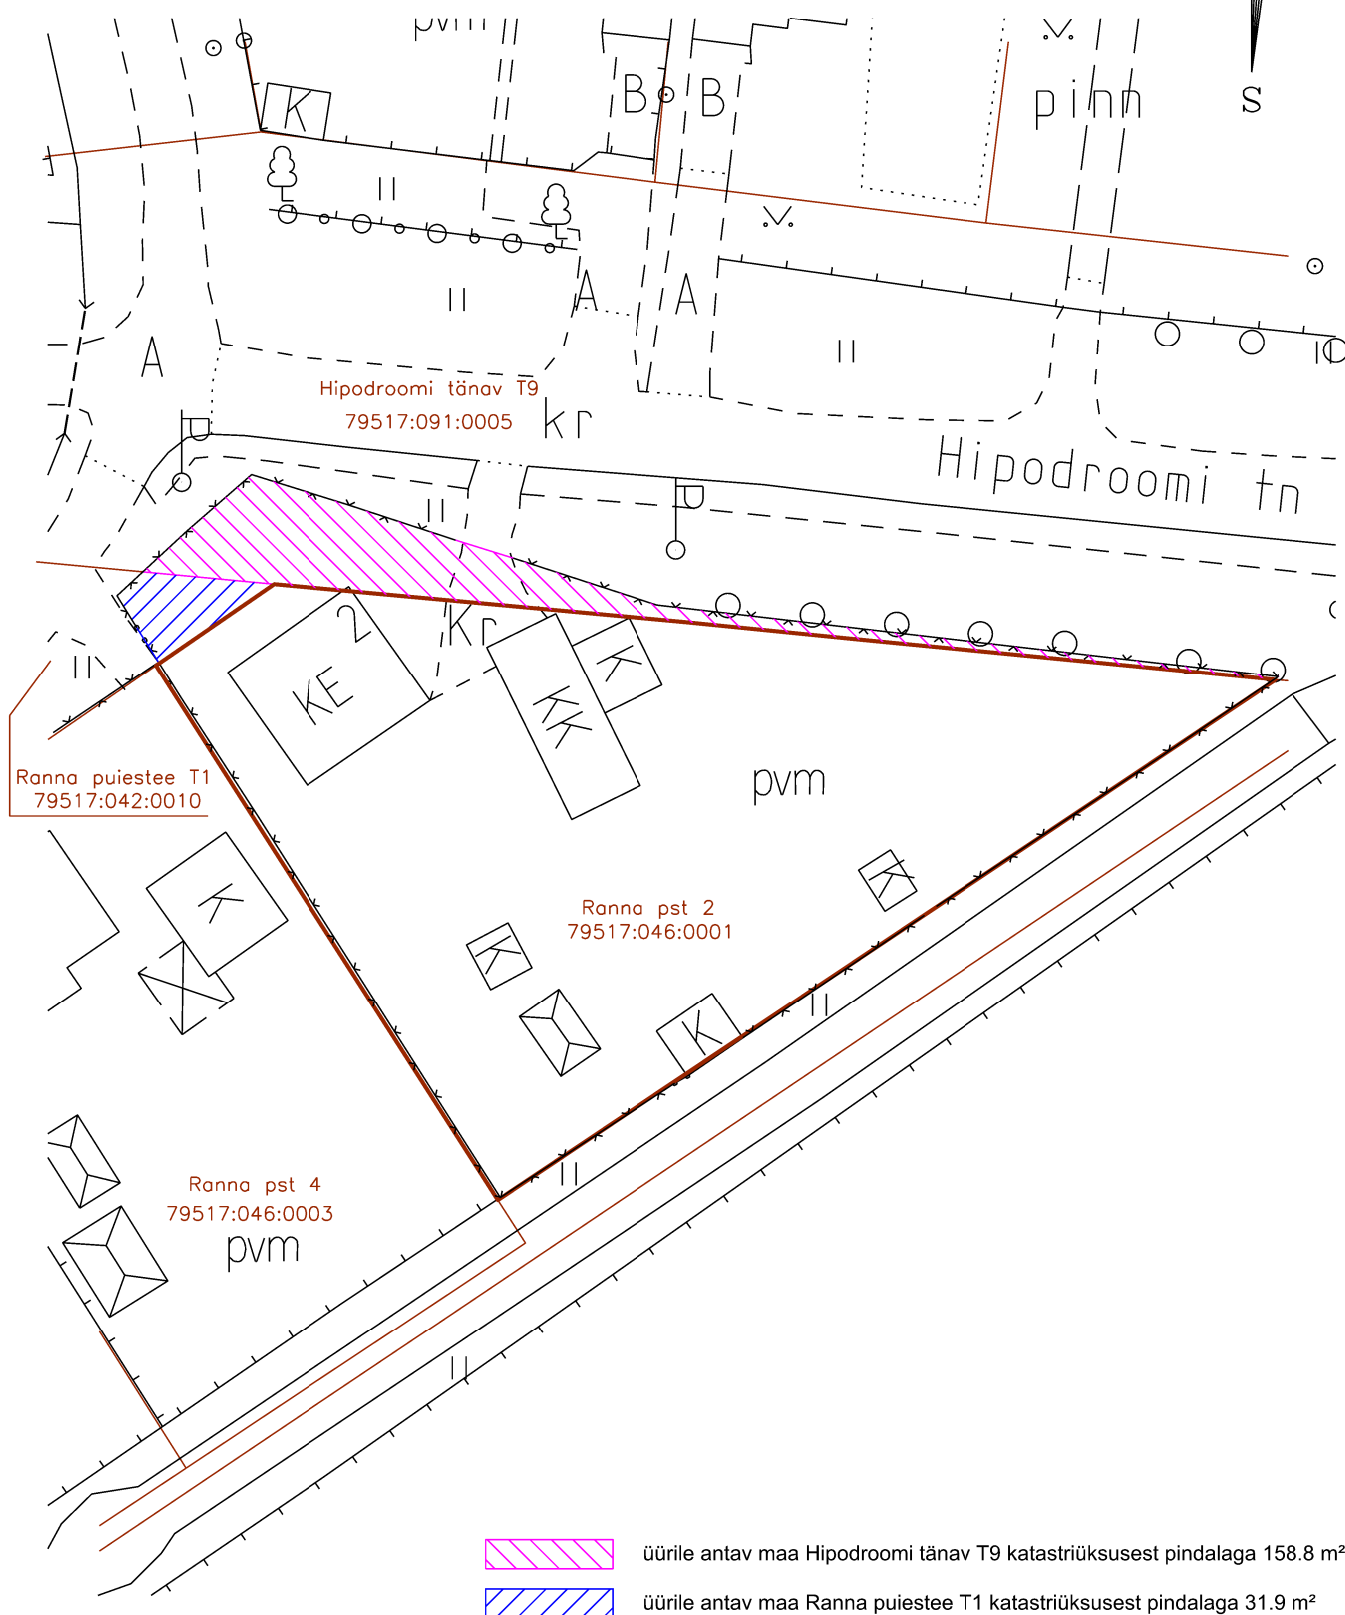 pvm
K
B
B
pinn
S
A
A
A
Hipodroomi tänav T9
79517:091:0005
kr
Hipodroomi tn
2
Kr
KE
K
KK
Ranna puiestee T1
79517:042:0010
pvm
K
K
Ranna pst 2
79517:046:0001
K
K
Ranna pst 4
79517:046:0003
pvm
üürile antav maa Hipodroomi tänav T9 katastriüksusest pindalaga 158.8 m²
üürile antav maa Ranna puiestee T1 katastriüksusest pindalaga 31.9 m²